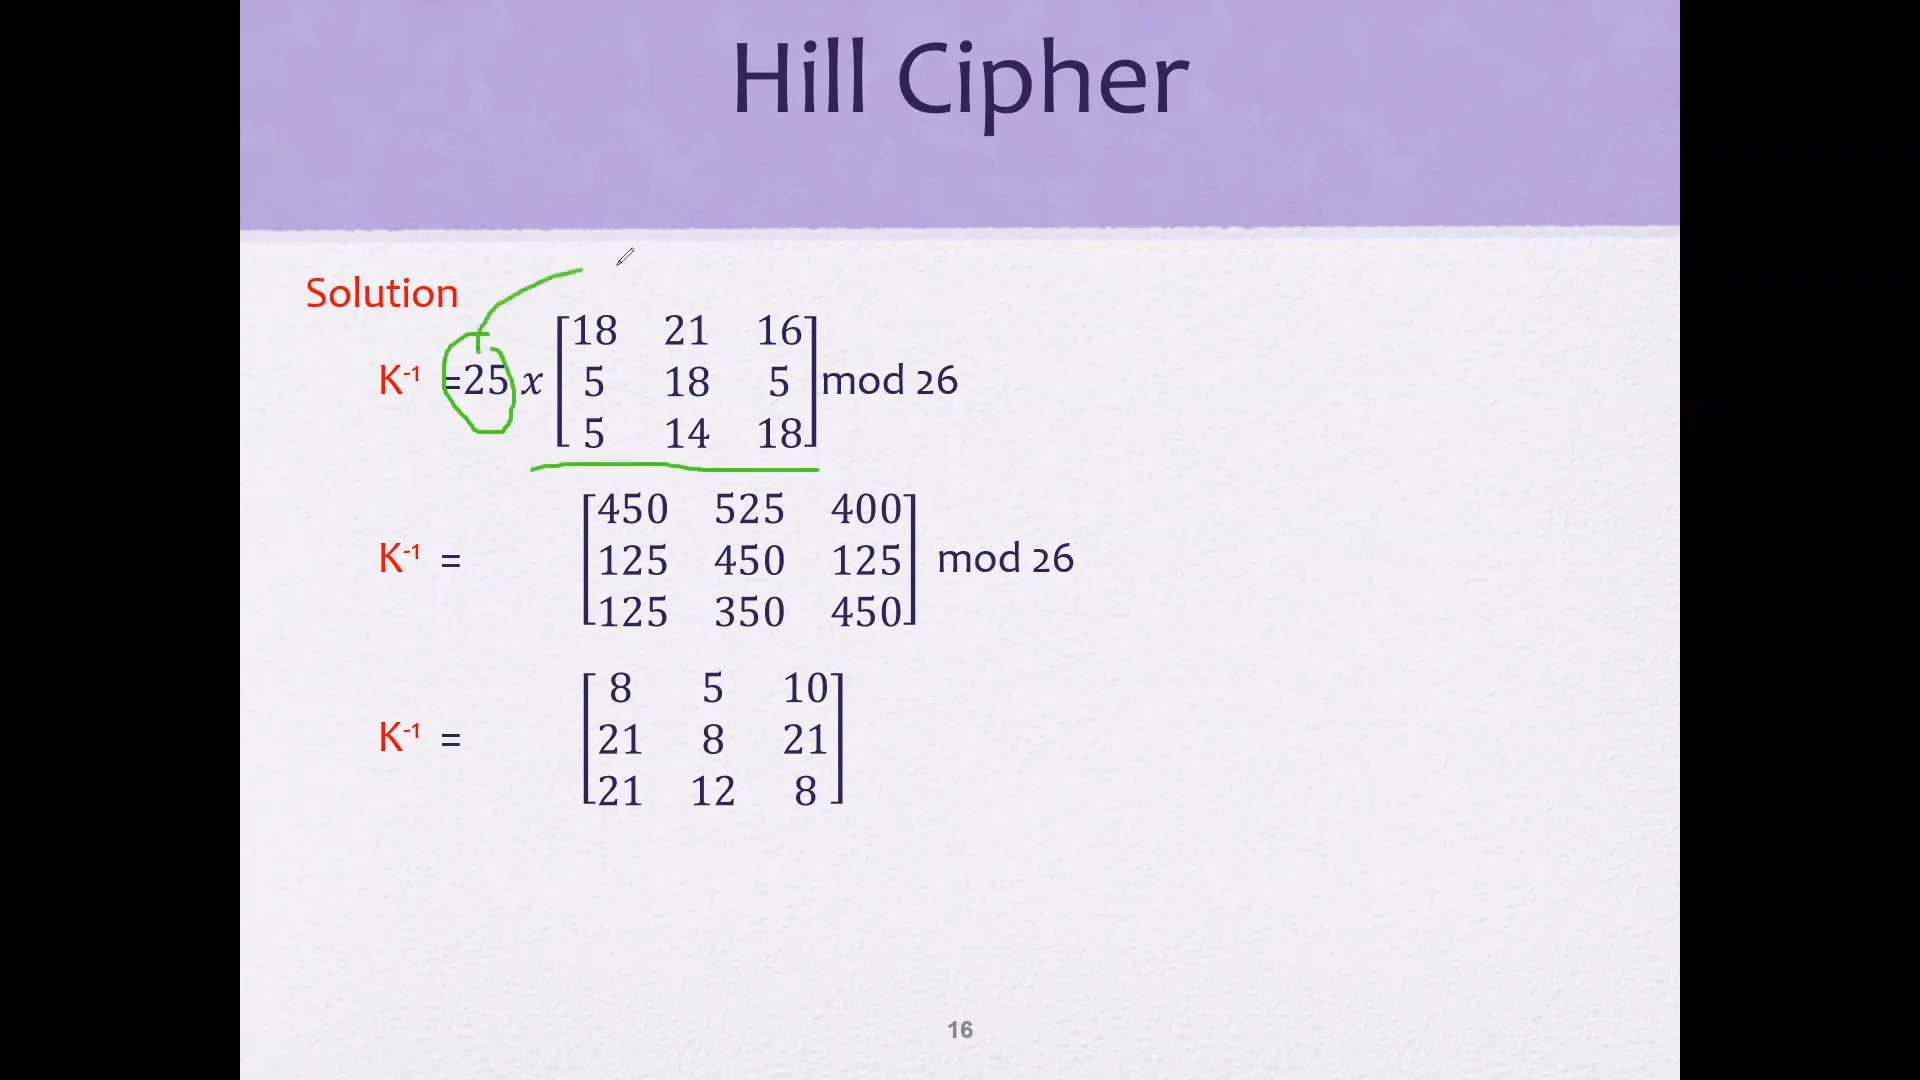 Hill Cipher
Solution
K⁻¹ =25 x [18 21 16
5 18 5
5 14 18] mod 26
K⁻¹ = [450 525 400
125 450 125
125 350 450] mod 26
K⁻¹ = [8 5 10
21 8 21
21 12 8]
16